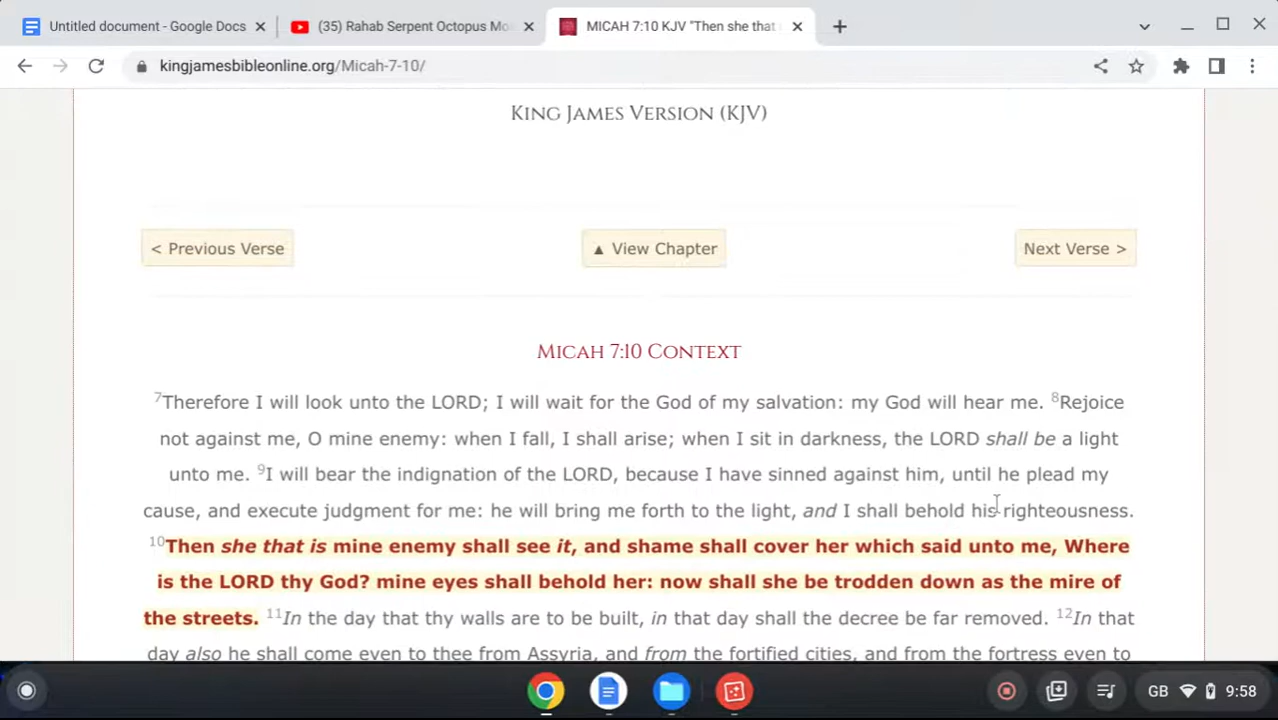 Untitled document - Google Docs
(35) Rahab Serpent Octopus Mo
MICAH 7:10 KJV "Then she that
kingjamesbibleonline.org/Micah-7-10/
King James Version (KJV)
< Previous Verse
▲ View Chapter
Next Verse >
Micah 7:10 Context
7Therefore I will look unto the LORD; I will wait for the God of my salvation: my God will hear me. 8Rejoice
not against me, O mine enemy: when I fall, I shall arise; when I sit in darkness, the LORD shall be a light
unto me. 9I will bear the indignation of the LORD, because I have sinned against him, until he plead my
cause, and execute judgment for me: he will bring me forth to the light, and I shall behold his righteousness.
10Then she that is mine enemy shall see it, and shame shall cover her which said unto me, Where
is the LORD thy God? mine eyes shall behold her: now shall she be trodden down as the mire of
the streets. 11In the day that thy walls are to be built, in that day shall the decree be far removed. 12In that
day also he shall come even to thee from Assyria, and from the fortified cities, and from the fortress even to
GB 9:58